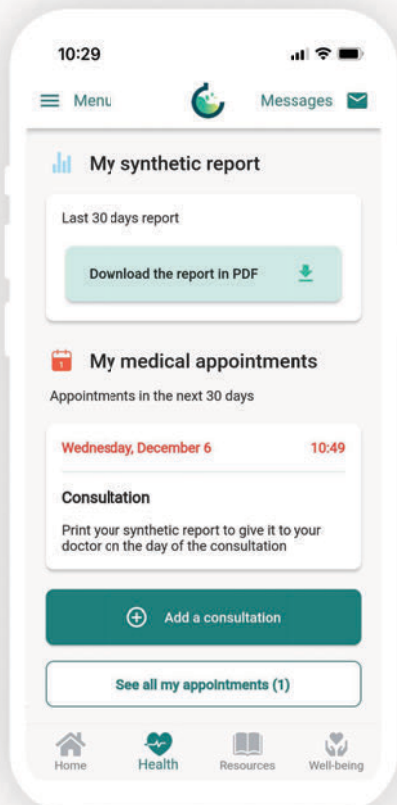 10:29
Menu
Messages
My synthetic report
Last 30 days report
Download the report in PDF
1
My medical appointments
Appointments in the next 30 days
Wednesday, December 6 10:49
Consultation
Print your synthetic report to give it to your
doctor on the day of the consultation
Add a consultation
See all my appointments (1)
Home Health Resources Well-being